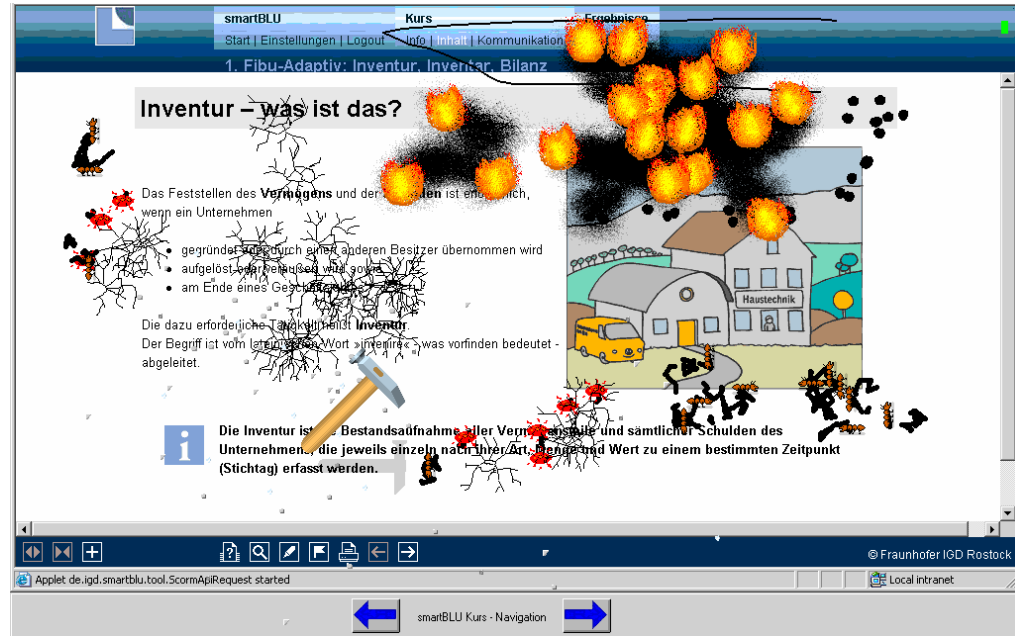 smartBLU Kurs Ergebnisse
Start | Einstellungen | Logout Info | Inhalt | Kommunikation
1. Fibu-Adaptiv: Inventur, Inventar, Bilanz
Inventur – was ist das?
Das Feststellen des Vermögens und der ist
wenn ein Unternehmen
gegründet oder durch einen anderen Besitzer übernommen wird
aufgelöst oder veräußert wird sowie
am Ende eines
Die dazu erforderliche Tätigkeit heißt Inventur.
Der Begriff ist vom Wort »invenire« - was vorfinden bedeutet -
abgeleitet.
Haustechnik
i Die Inventur ist Bestandsaufnahme aller und sämtlicher Schulden des
Unternehmens, die jeweils einzeln nach ihrer Art, Menge und Wert zu einem bestimmten Zeitpunkt
(Stichtag) erfasst werden.
© Fraunhofer IGD Rostock
Applet de.igd.smartblu.tool.ScormApiRequest started Local intranet
smartBLU Kurs - Navigation